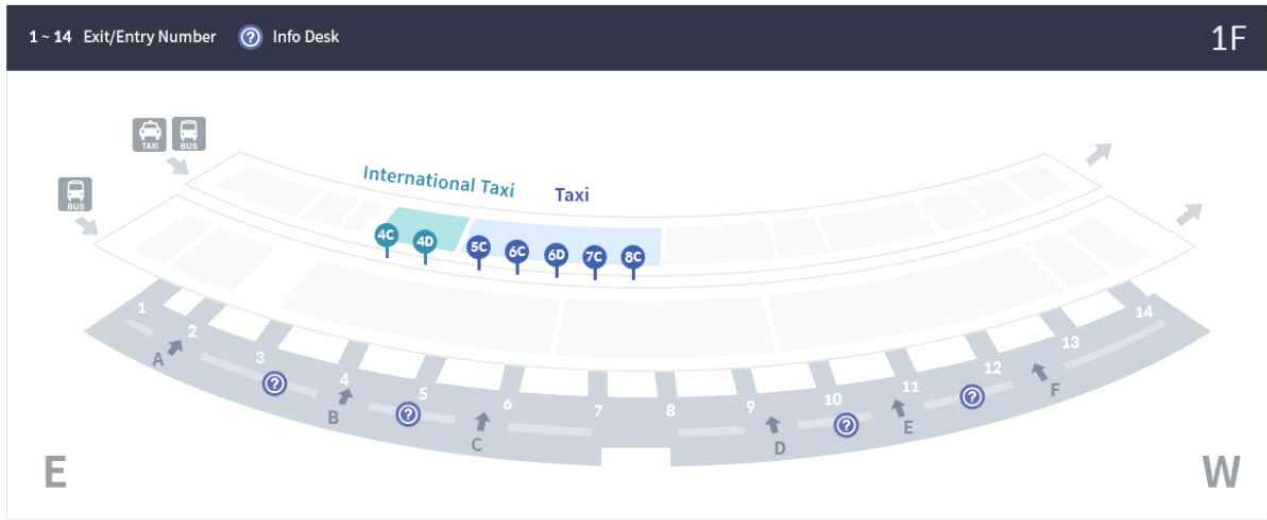 1 ~ 14 Exit/Entry Number ? Info Desk 1F
TAXI BUS
BUS
International Taxi
Taxi
4C 4D 5C 6C 6D 7C 8C
1 2 3 4 5 6 7 8 9 10 11 12 13 14
A B C D E F
? ? ? ?
E W